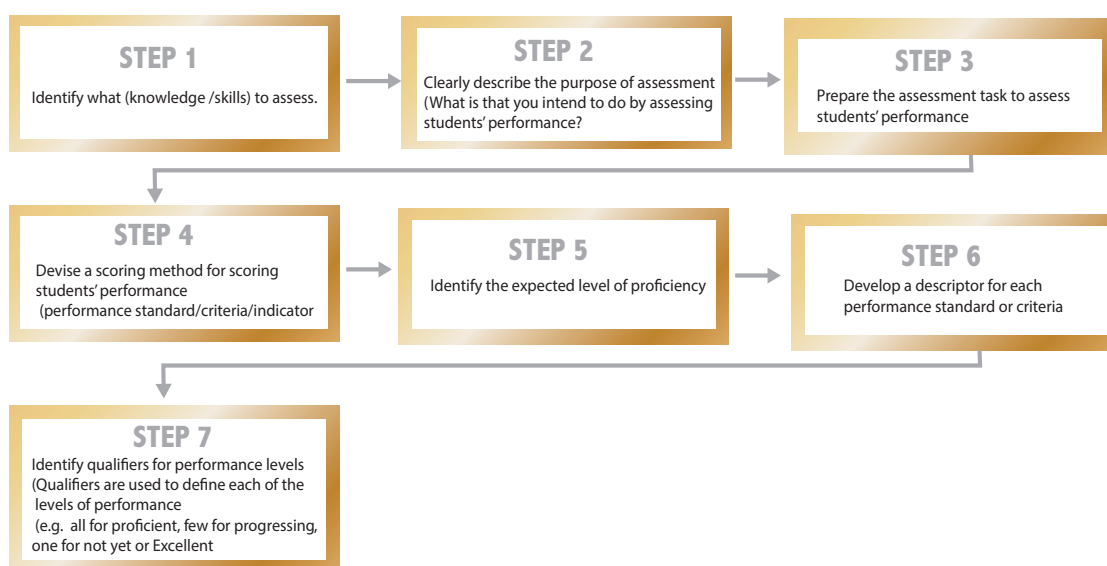 STEP 1
Identify what (knowledge /skills) to assess.
STEP 2
Clearly describe the purpose of assessment
(What is that you intend to do by assessing
students' performance?
STEP 3
Prepare the assessment task to assess
students' performance
STEP 4
Devise a scoring method for scoring
students' performance
(performance standard/criteria/indicator
STEP 5
Identify the expected level of proficiency
STEP 6
Develop a descriptor for each
performance standard or criteria
STEP 7
Identify qualifiers for performance levels
(Qualifiers are used to define each of the
levels of performance
(e.g. all for proficient, few for progressing,
one for not yet or Excellent